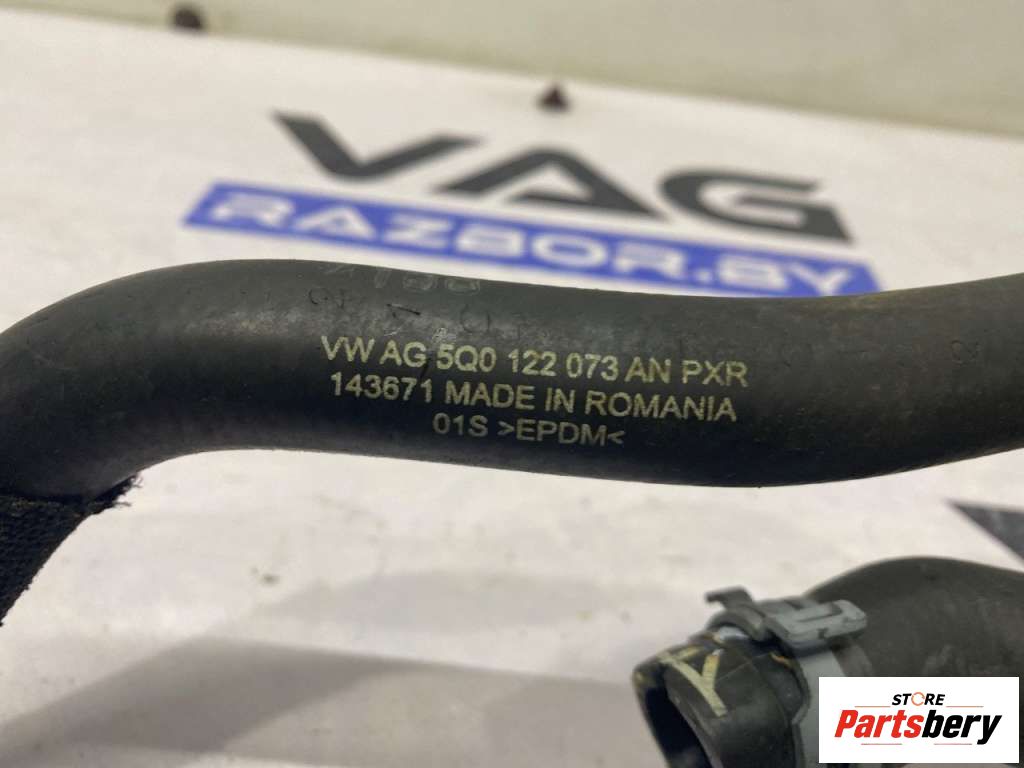 VAG
RAZBOR.BY
VW AG 5Q0 122 073 AN PXR
143671 MADE IN ROMANIA
01S >EPDM<
Y
STORE
Partsbery